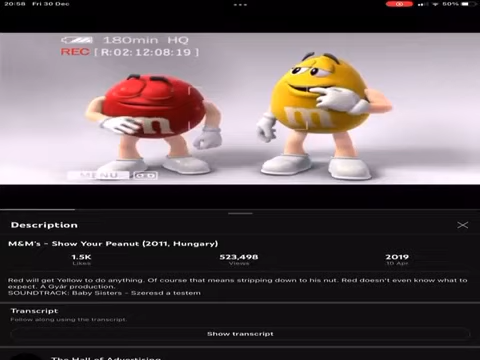 20:58 Fri 30 Dec
50%
180min HQ
REC [R:02:12:08:19]
m
m
MENU
Description
M&M's - Show Your Peanut (2011, Hungary)
1.5K 523,498 2019
Likes Views 10 Apr
Red will get Yellow to do anything. Of course that means stripping down to his nut. Red doesn't even know what to
expect. A Gyár production.
SOUNDTRACK: Baby Sisters - Szeresd a testem
Transcript
Follow along using the transcript.
Show transcript
The Hall of Advertising